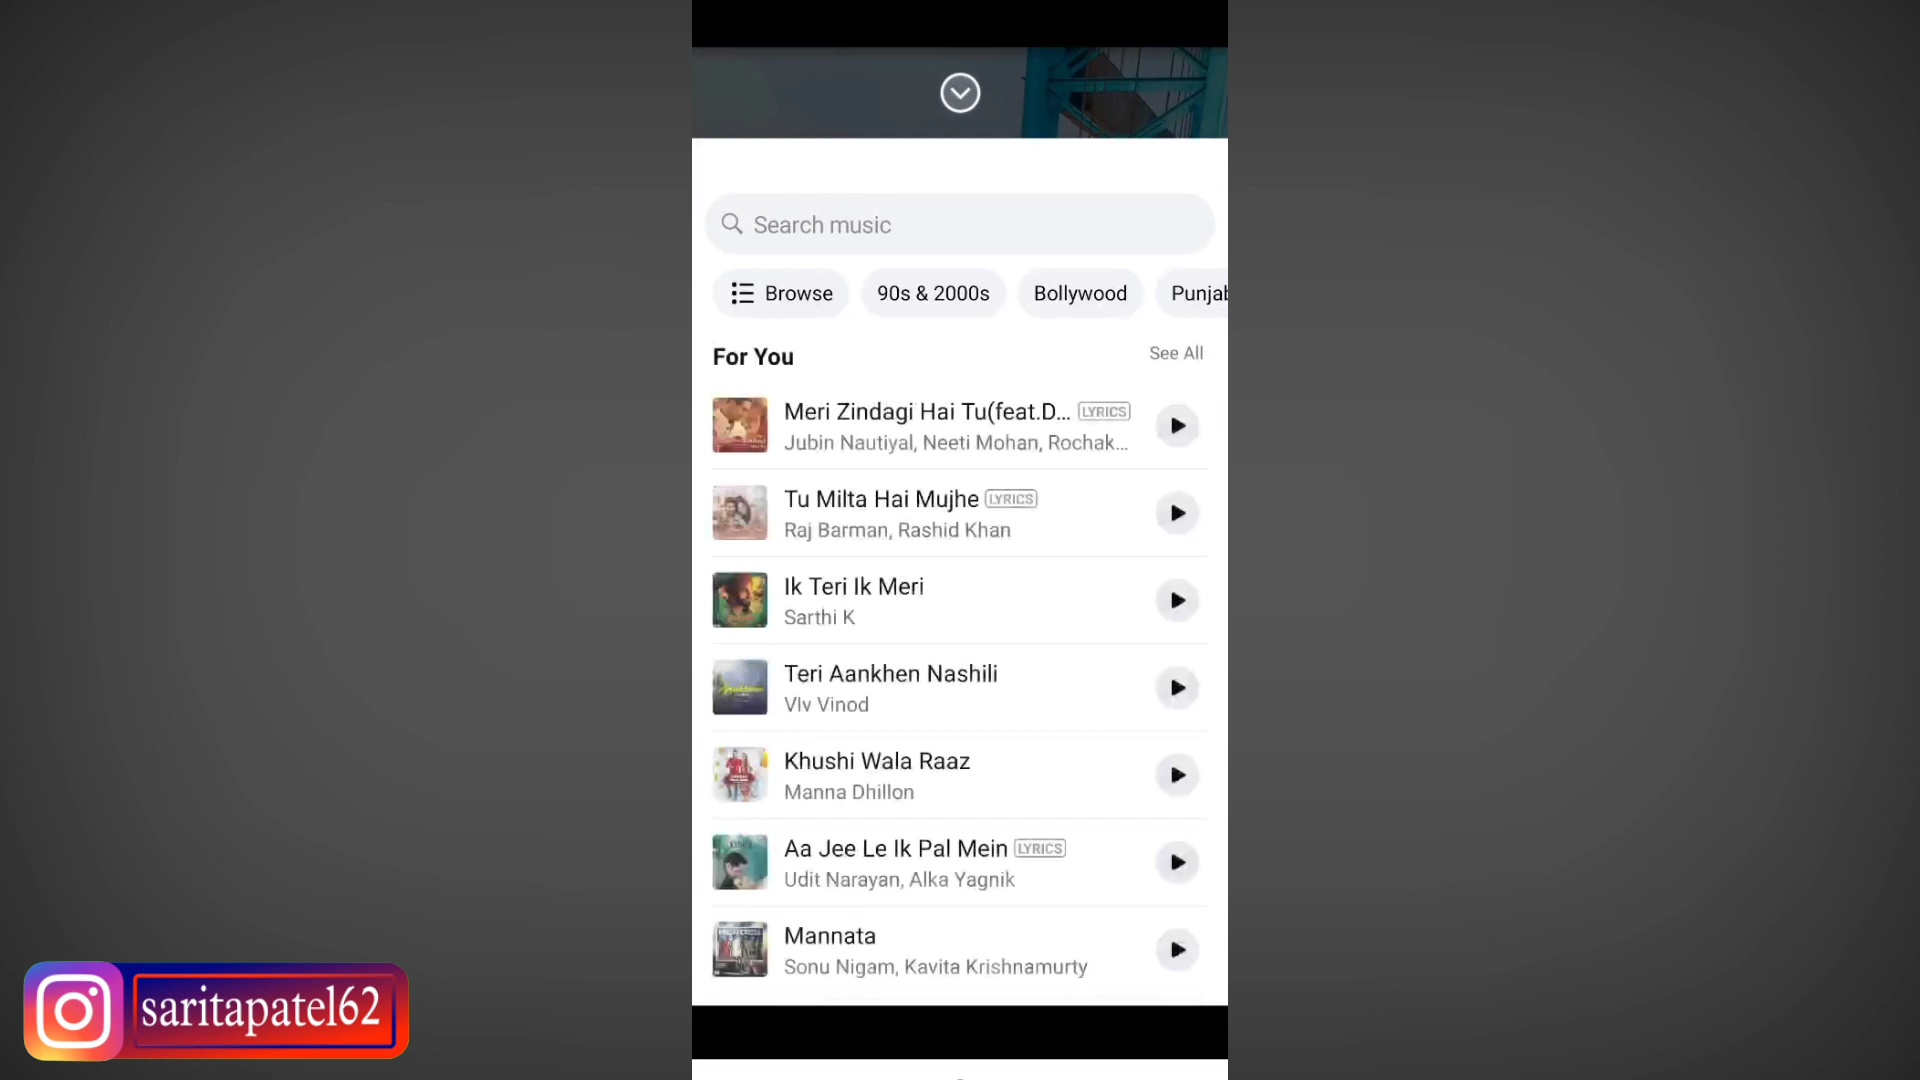 Search music
Browse
90s & 2000s
Bollywood
Punjab
For You
See All
Meri Zindagi Hai Tu(feat.D... LYRICS
Jubin Nautiyal, Neeti Mohan, Rochak...
Tu Milta Hai Mujhe LYRICS
Raj Barman, Rashid Khan
Ik Teri Ik Meri
Sarthi K
Teri Aankhen Nashili
Vlv Vinod
Khushi Wala Raaz
Manna Dhillon
Aa Jee Le Ik Pal Mein LYRICS
Udit Narayan, Alka Yagnik
Mannata
Sonu Nigam, Kavita Krishnamurty
saritapatel62